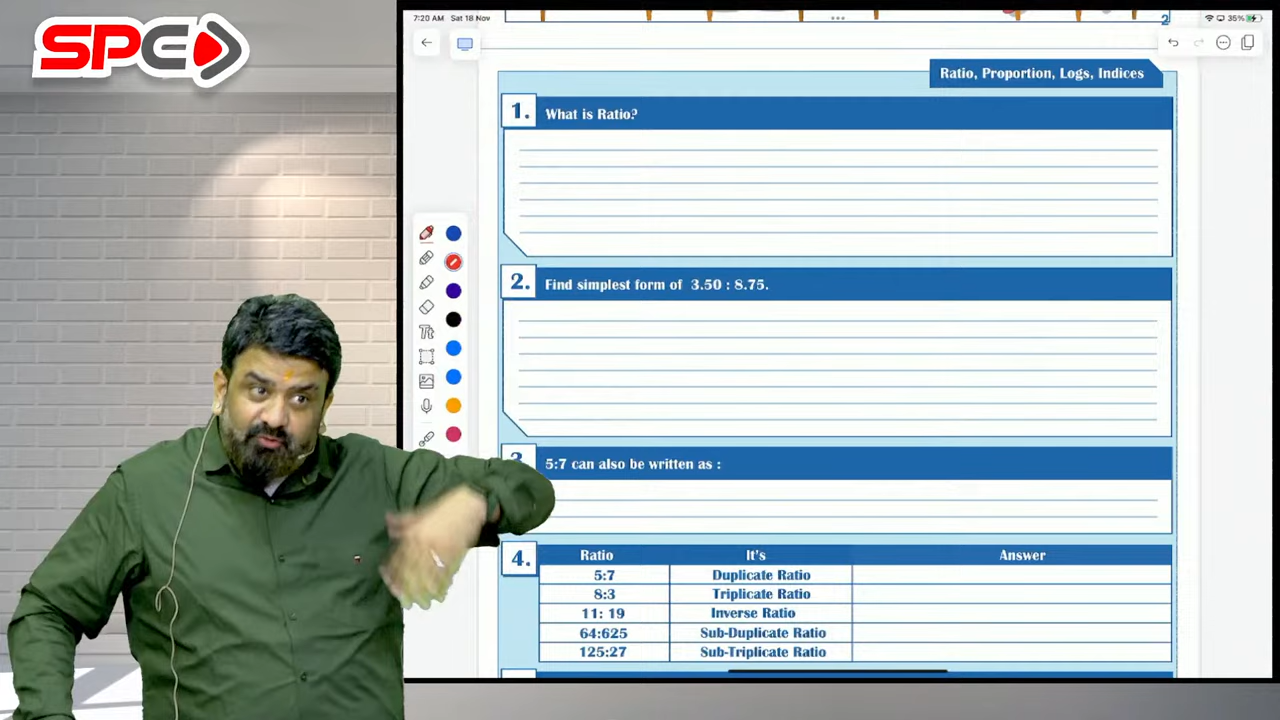 SPE
7:20 AM Sat 18 Nov
35%
2
Ratio, Proportion, Logs, Indices
1. What is Ratio?
2. Find simplest form of 3.50 : 8.75.
3. 5:7 can also be written as :
4. Ratio It's Answer
5:7 Duplicate Ratio
8:3 Triplicate Ratio
11: 19 Inverse Ratio
64:625 Sub-Duplicate Ratio
125:27 Sub-Triplicate Ratio
Tt